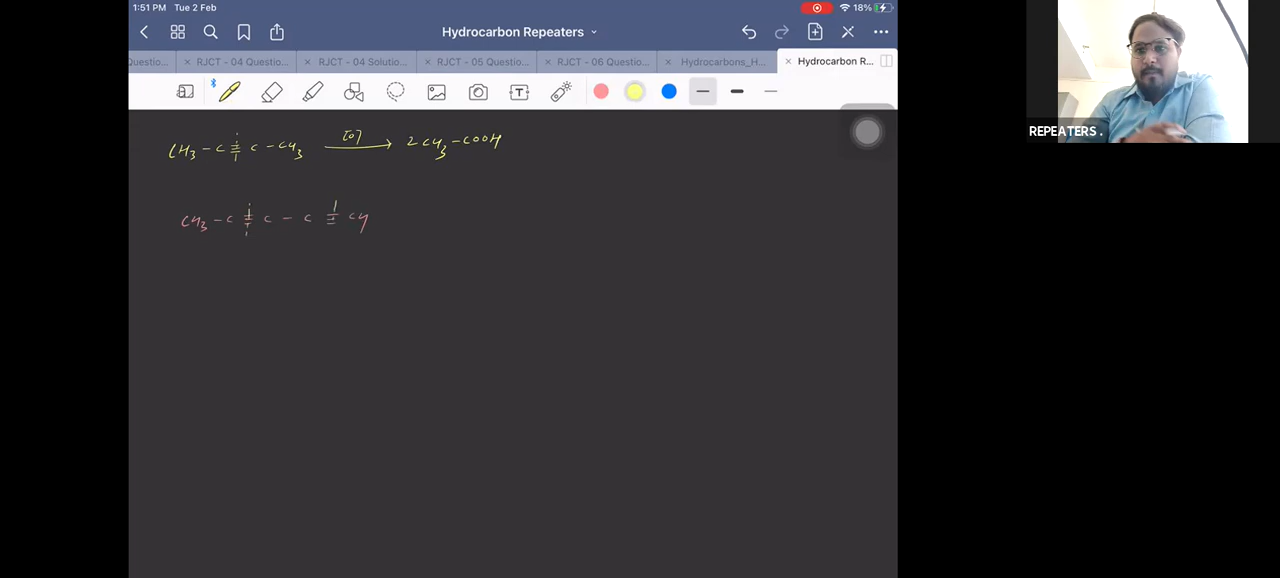 1:51 PM Tue 2 Feb 18%
Hydrocarbon Repeaters
Questio... RJCT - 04 Questio... RJCT - 04 Solutio... RJCT - 05 Questio... RJCT - 06 Questio... Hydrocarbons_H... Hydrocarbon R...
T
REPEATERS .
CH3 - C ≡ C - CH3 [O] → 2CH3 - COOH
CH3 - C ≡ C - C ≡ CH